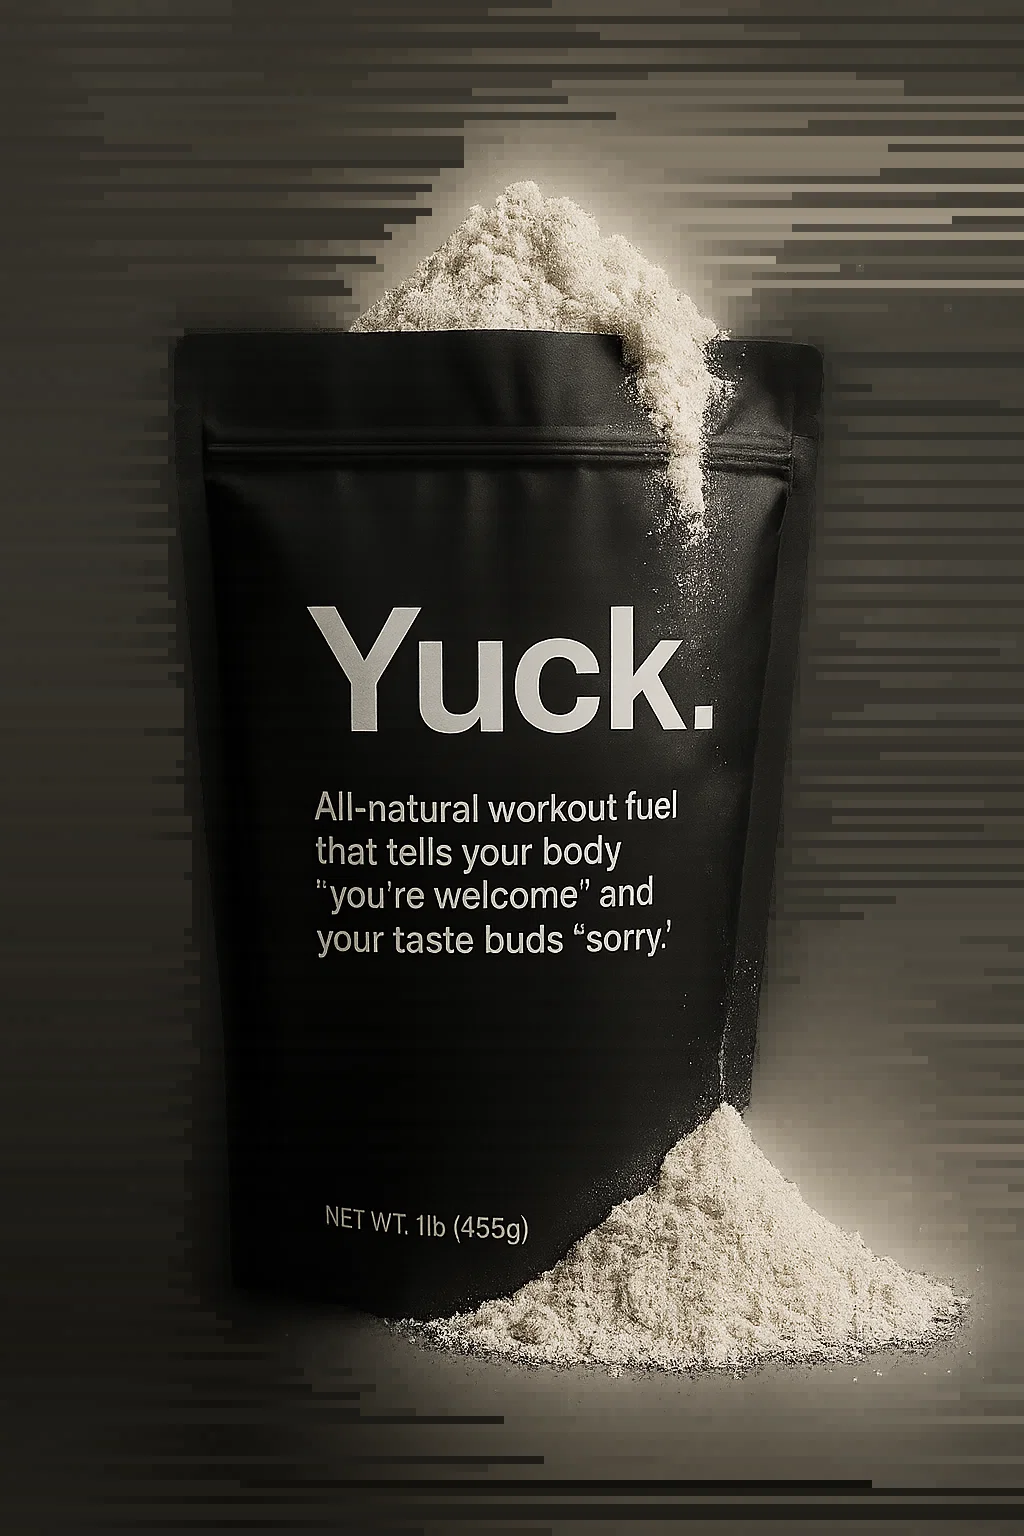 Yuck.
All-natural workout fuel
that tells your body
"you're welcome" and
your taste buds “sorry.’
NET WT. 1lb (455g)